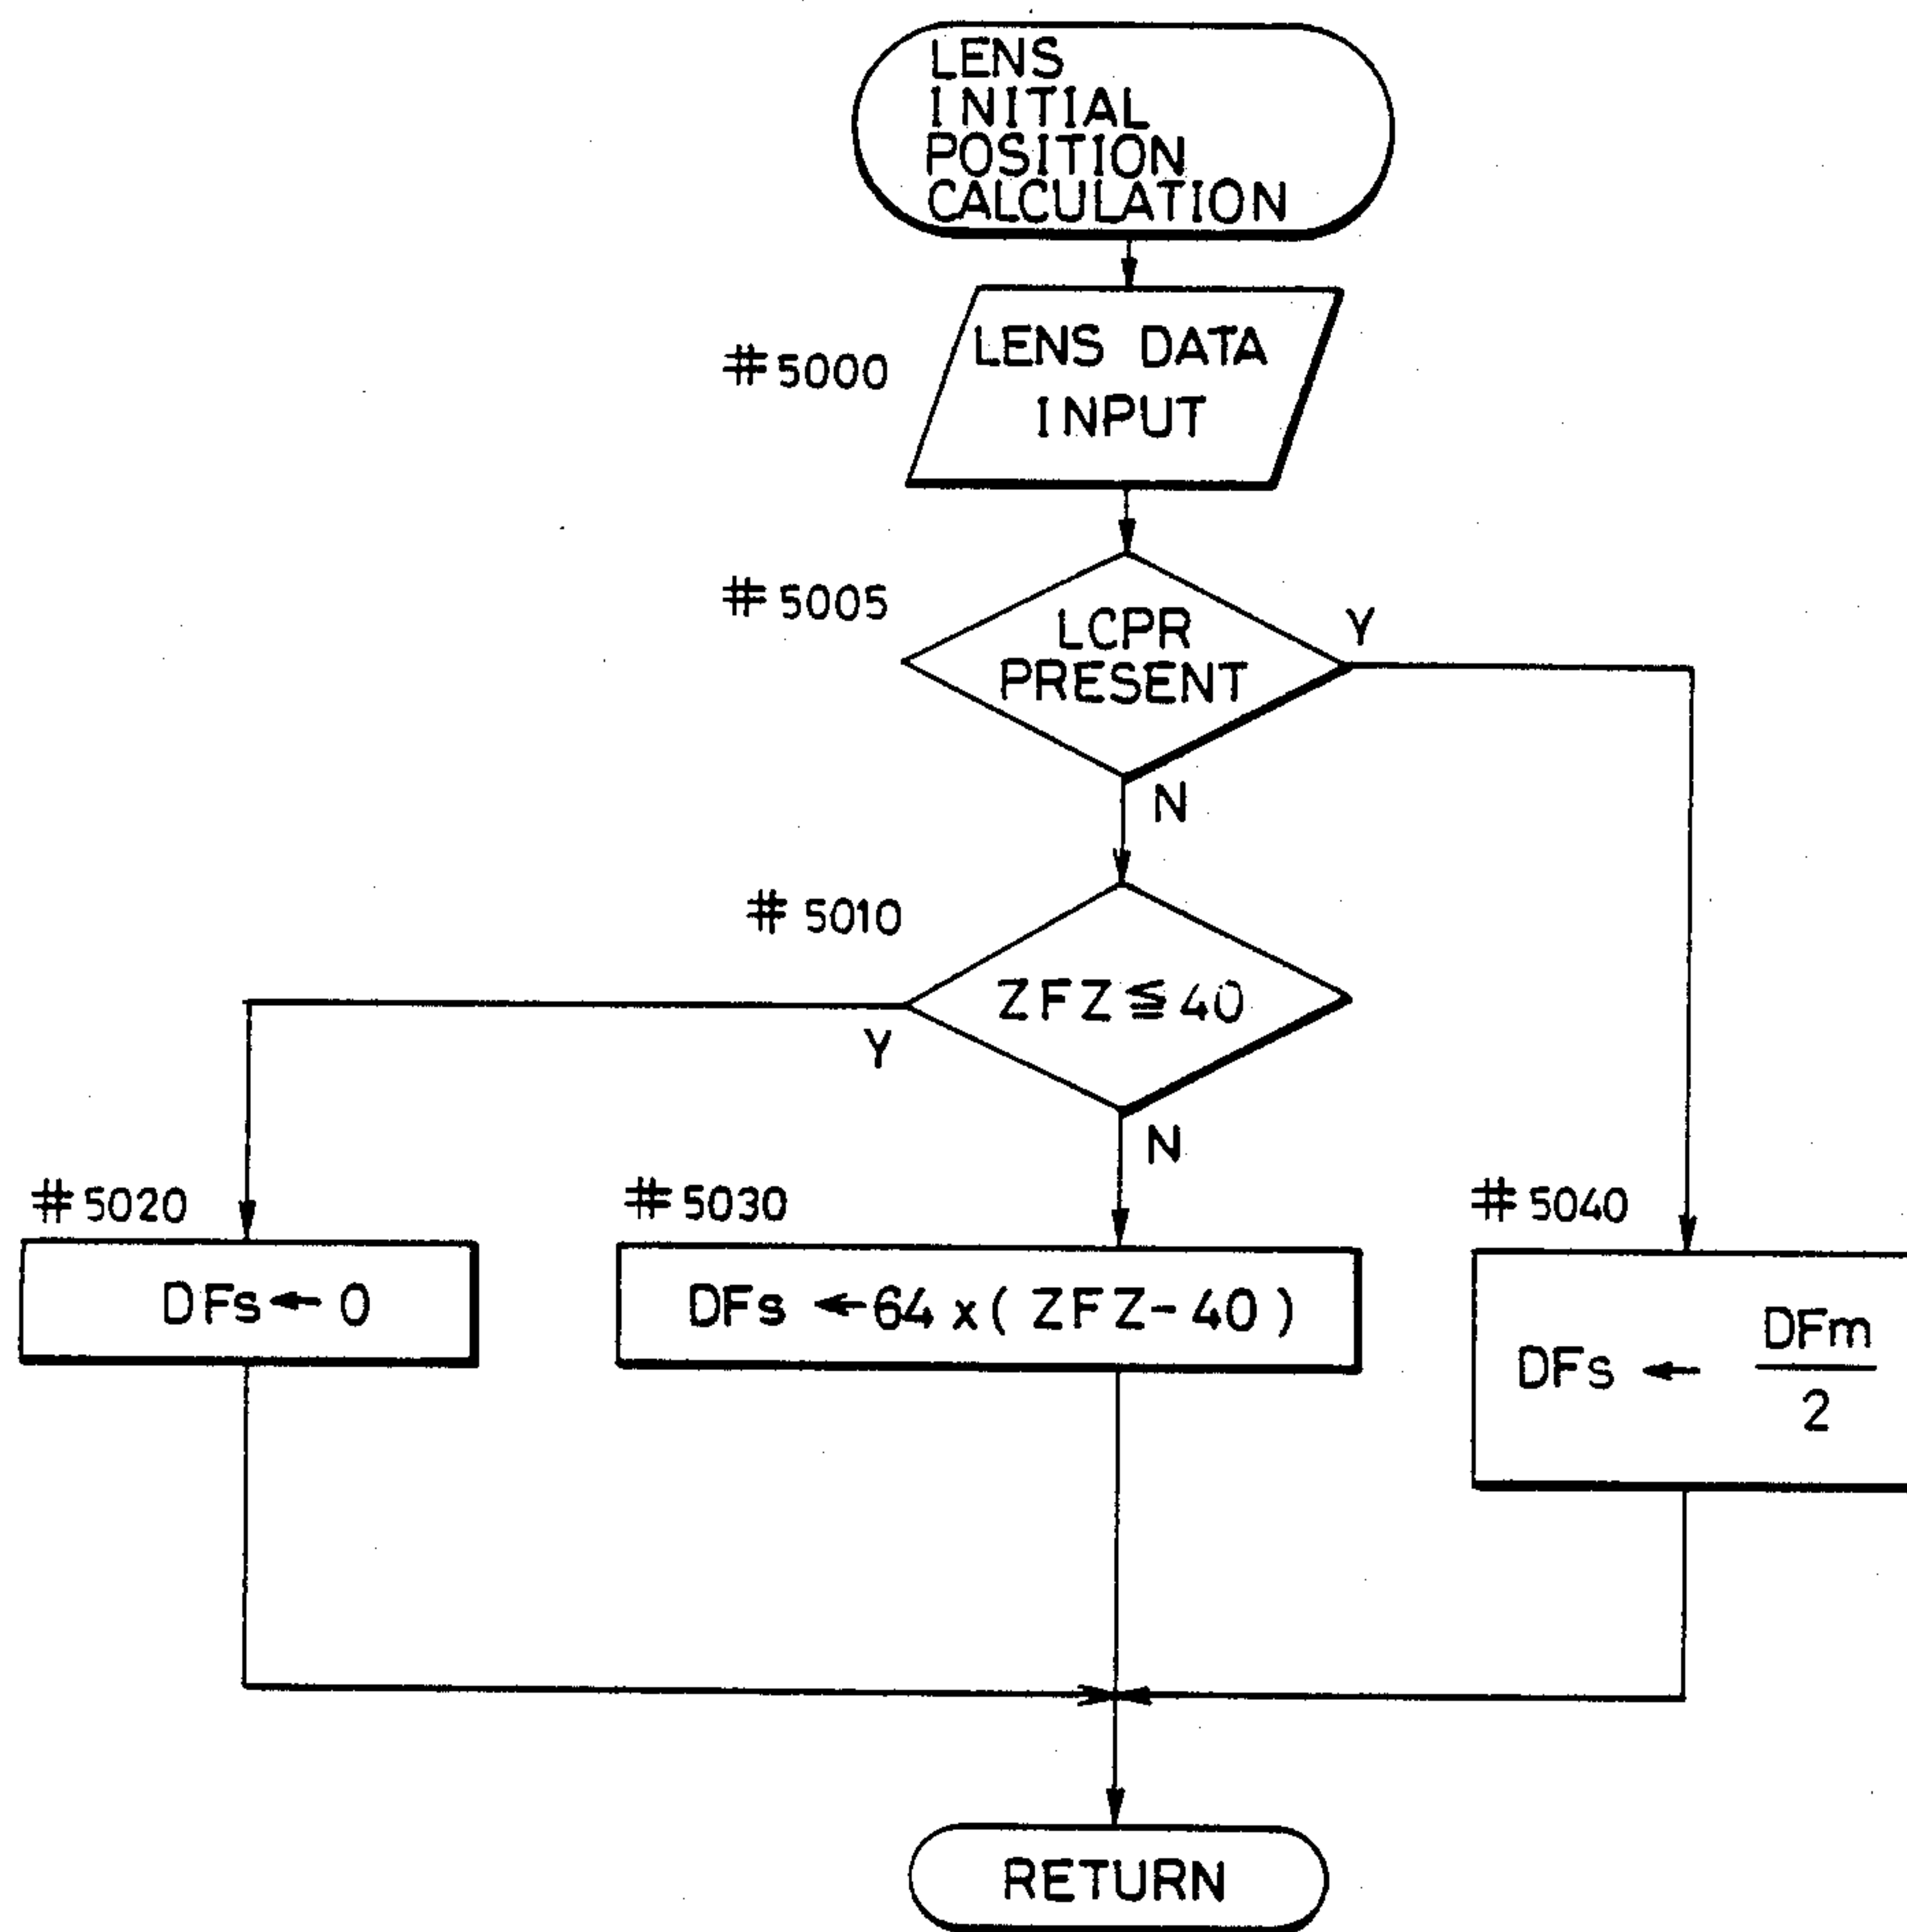 LENS
INITIAL
POSITION
CALCULATION
#5000
LENS DATA
INPUT
#5005
LCPR
PRESENT
Y
N
#5010
ZFZ≦40
Y
N
#5020
DFs←0
#5030
DFs←64x(ZFZ-40)
#5040
DFs ← DFm
2
RETURN